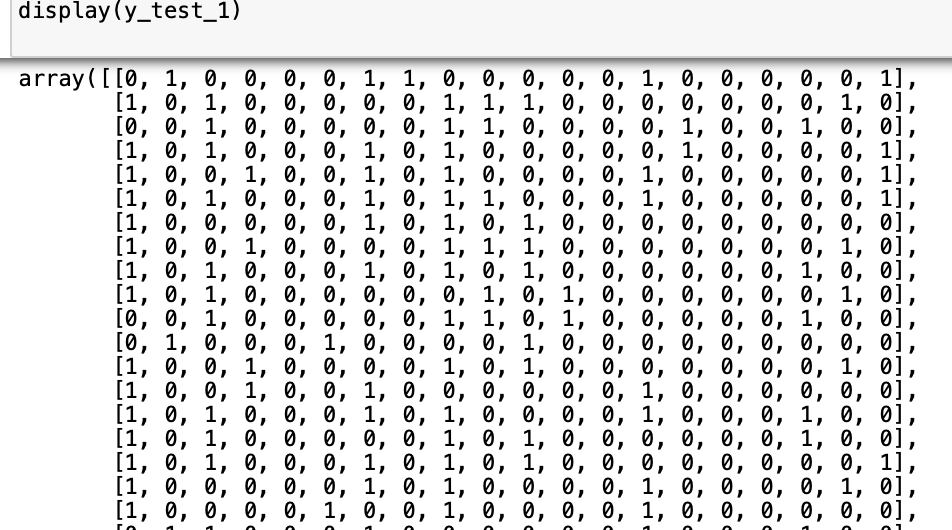 display(y_test_1)
array([[0, 1, 0, 0, 0, 0, 1, 1, 0, 0, 0, 0, 0, 1, 0, 0, 0, 0, 0, 1],
[1, 0, 1, 0, 0, 0, 0, 0, 1, 1, 1, 0, 0, 0, 0, 0, 0, 0, 1, 0],
[0, 0, 1, 0, 0, 0, 0, 0, 1, 1, 0, 0, 0, 0, 1, 0, 0, 1, 0, 0],
[1, 0, 1, 0, 0, 0, 1, 0, 1, 0, 0, 0, 0, 0, 1, 0, 0, 0, 0, 1],
[1, 0, 0, 1, 0, 0, 1, 0, 1, 0, 0, 0, 0, 1, 0, 0, 0, 0, 0, 1],
[1, 0, 1, 0, 0, 0, 1, 0, 1, 1, 0, 0, 0, 1, 0, 0, 0, 0, 0, 1],
[1, 0, 0, 0, 0, 0, 1, 0, 1, 0, 1, 0, 0, 0, 0, 0, 0, 0, 0, 0],
[1, 0, 0, 1, 0, 0, 0, 0, 1, 1, 1, 0, 0, 0, 0, 0, 0, 0, 1, 0],
[1, 0, 1, 0, 0, 0, 1, 0, 1, 0, 1, 0, 0, 0, 0, 0, 0, 1, 0, 0],
[1, 0, 1, 0, 0, 0, 0, 0, 0, 1, 0, 1, 0, 0, 0, 0, 0, 0, 1, 0],
[0, 0, 1, 0, 0, 0, 0, 0, 1, 1, 0, 1, 0, 0, 0, 0, 0, 1, 0, 0],
[0, 1, 0, 0, 0, 1, 0, 0, 0, 0, 1, 0, 0, 0, 0, 0, 0, 0, 0, 0],
[1, 0, 0, 1, 0, 0, 0, 0, 1, 0, 1, 0, 0, 0, 0, 0, 0, 0, 1, 0],
[1, 0, 0, 1, 0, 0, 1, 0, 0, 0, 0, 0, 0, 1, 0, 0, 0, 0, 0, 0],
[1, 0, 1, 0, 0, 0, 1, 0, 1, 0, 0, 0, 0, 1, 0, 0, 0, 1, 0, 0],
[1, 0, 1, 0, 0, 0, 0, 0, 1, 0, 1, 0, 0, 0, 0, 0, 0, 1, 0, 0],
[1, 0, 1, 0, 0, 0, 1, 0, 1, 0, 1, 0, 0, 0, 0, 0, 0, 0, 0, 1],
[1, 0, 0, 0, 0, 0, 1, 0, 1, 0, 0, 0, 0, 1, 0, 0, 0, 0, 1, 0],
[1, 0, 0, 0, 0, 1, 0, 0, 1, 0, 1, 0, 0, 0, 0, 0, 0, 1, 0, 0],